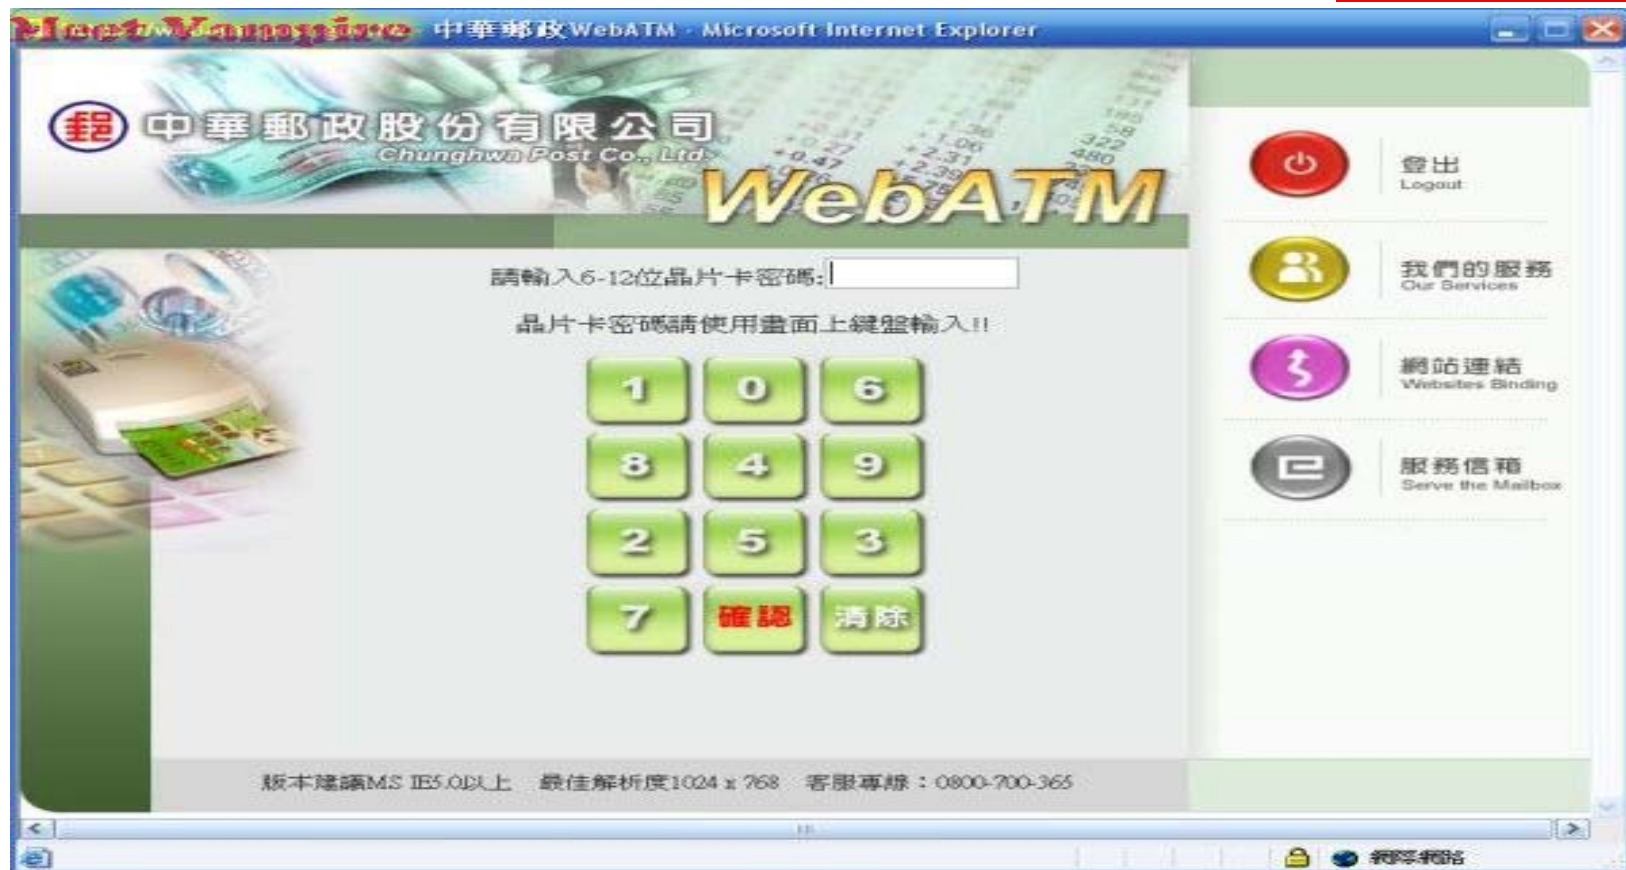 中華郵政WebATM - Microsoft Internet Explorer
郵 中華郵政股份有限公司
Chunghwa Post Co., Ltd.
WebATM
登出
Logout
我們的服務
Our Services
網站連結
Websites Binding
服務信箱
Serve the Mailbox
請輸入6-12位晶片卡密碼:
晶片卡密碼請使用畫面上鍵盤輸入!!
1 0 6
8 4 9
2 5 3
7 確認 清除
版本建議MS IE5.0以上 最佳解析度1024 x 768 客服專線：0800-700-365
網際網路